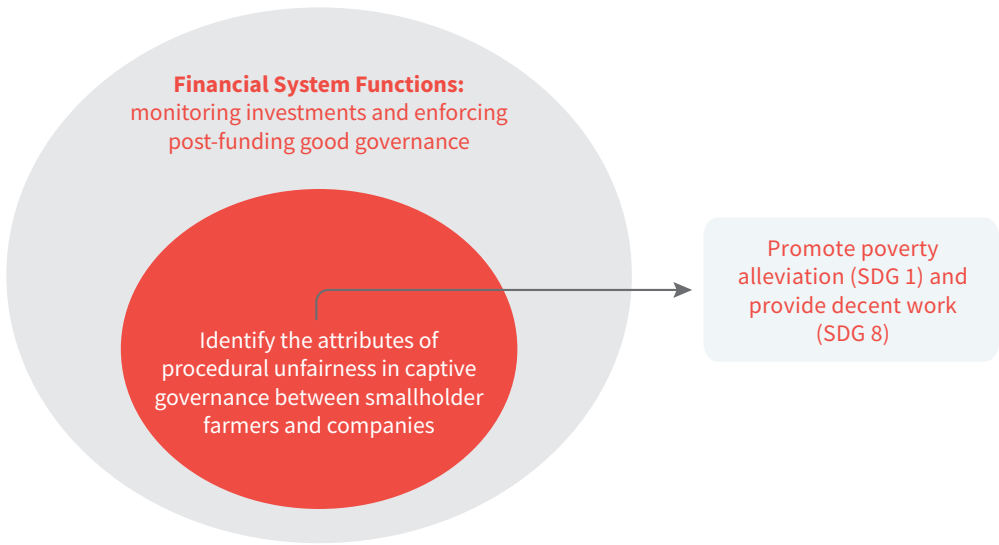 Financial System Functions:
monitoring investments and enforcing
post-funding good governance
Identify the attributes of
procedural unfairness in captive
governance between smallholder
farmers and companies
Promote poverty
alleviation (SDG 1) and
provide decent work
(SDG 8)